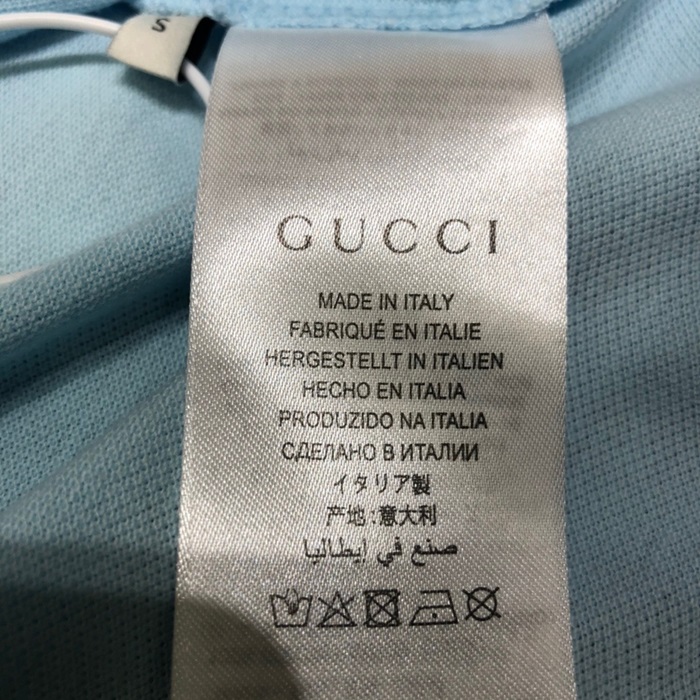 S
GUCCI
MADE IN ITALY
FABRIQUÉ EN ITALIE
HERGESTELLT IN ITALIEN
HECHO EN ITALIA
PRODUZIDO NA ITALIA
СДЕЛАНО В ИТАЛИИ
イタリア製
产地:意大利
صنع في إيطاليا